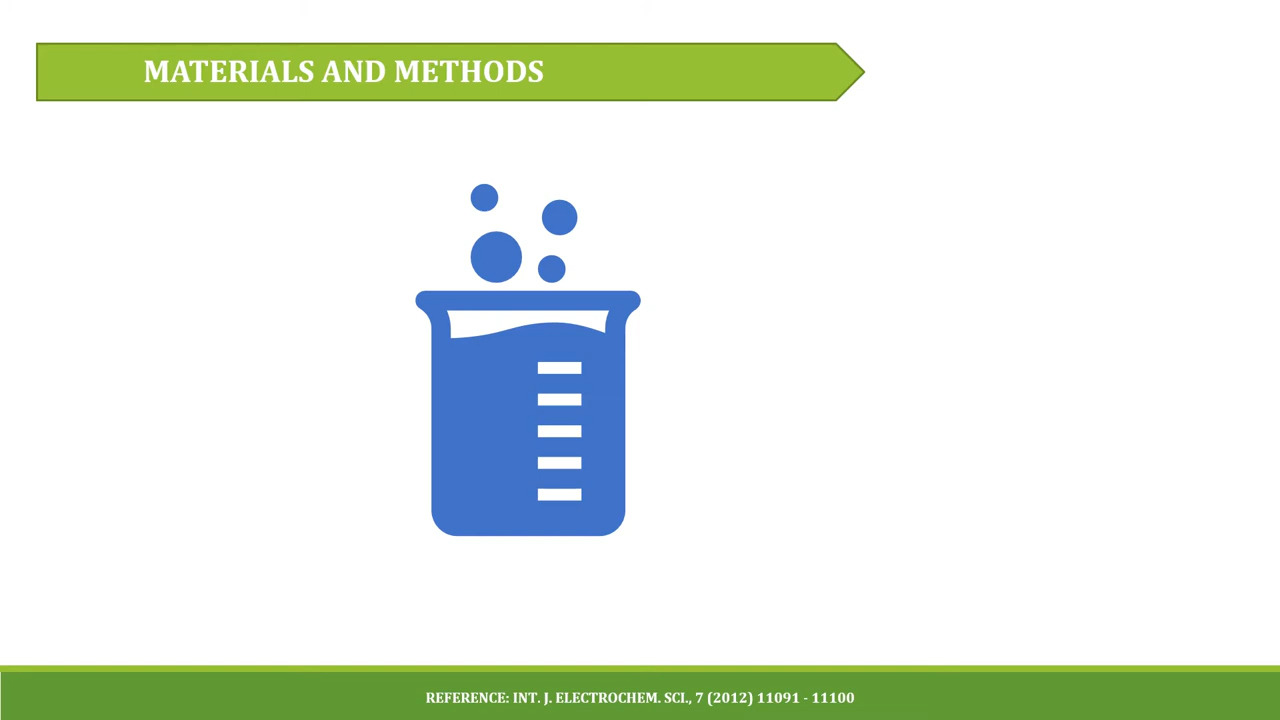 MATERIALS AND METHODS
REFERENCE: INT. J. ELECTROCHEM. SCI., 7 (2012) 11091 - 11100